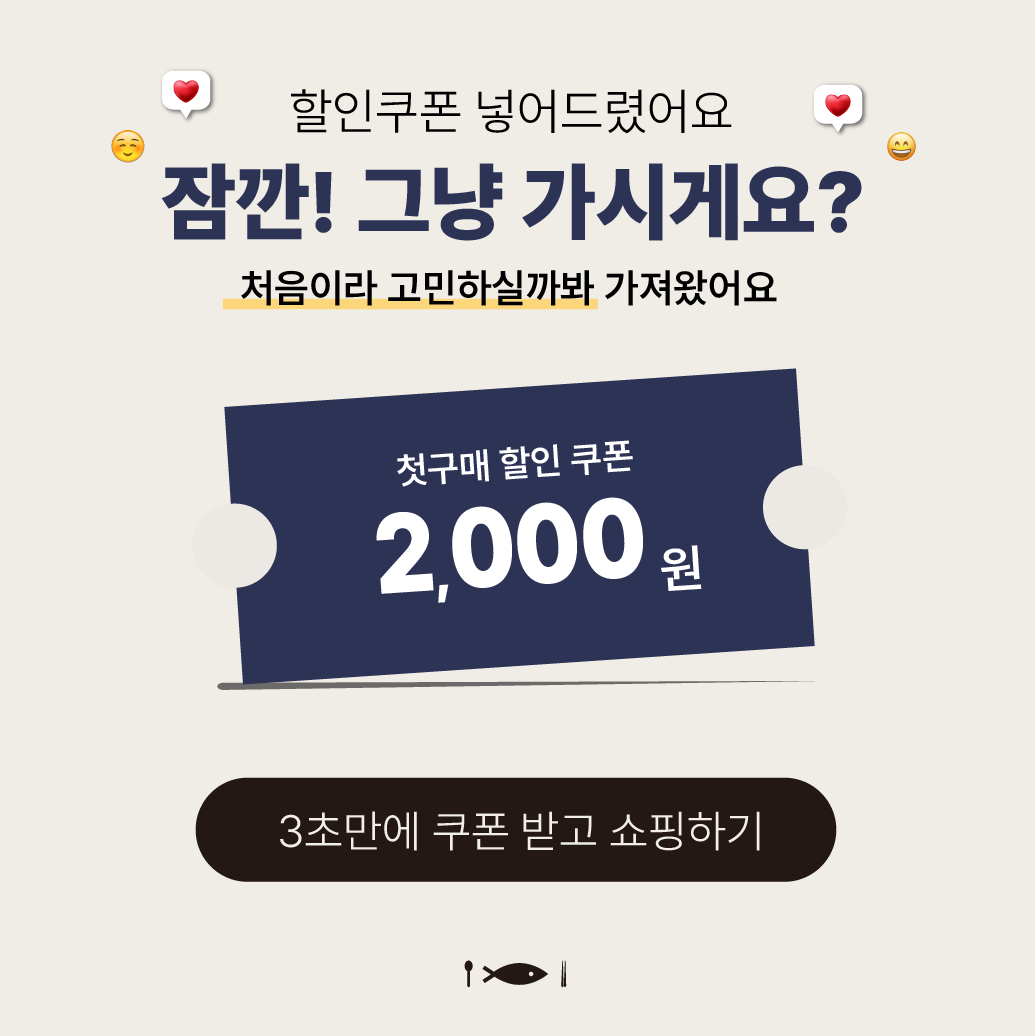 할인쿠폰 넣어드렸어요
잠깐! 그냥 가시게요?
처음이라 고민하실까봐 가져왔어요
첫구매 할인 쿠폰
2,000 원
3초만에 쿠폰 받고 쇼핑하기